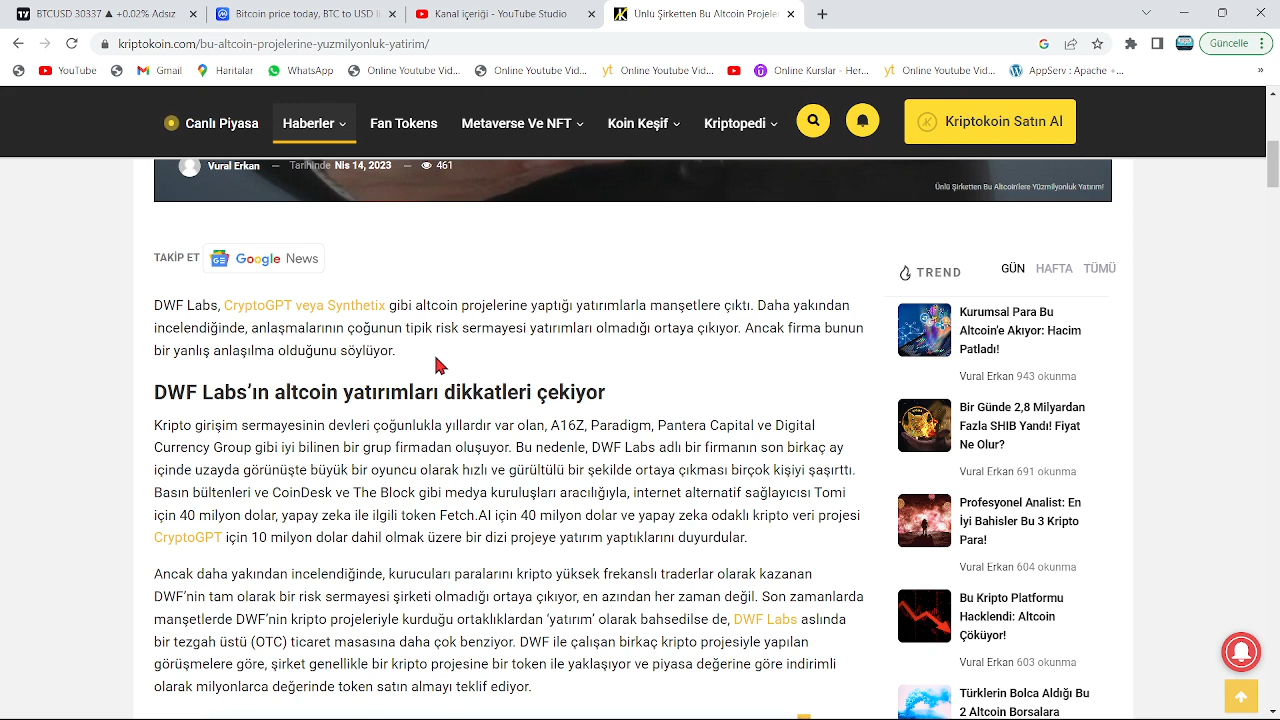 BTCUSD 30337 ▲ +0.02% Adsız
Bitcoin price today, BTC to USD li
Kanal içeriği - YouTube Studio
Ünlü Şirketten Bu Altcoin Projeler
kriptokoin.com/bu-altcoin-projelerine-yuzmilyonluk-yatirim/
Güncelle
YouTube
Gmail
Haritalar
WhatsApp
Online Youtube Vid...
Online Youtube Vid...
Online Youtube Vid...
Online Kurslar - Her...
Online Youtube Vid...
AppServ : Apache +...
»
Canlı Piyasa
Haberler
Fan Tokens
Metaverse Ve NFT
Koin Keşif
Kriptopedi
Kriptokoin Satın Al
Vural Erkan — Tarihinde Nis 14, 2023 — 461
Ünlü Şirketten Bu Altcoin'lere Yüzmilyonluk Yatırım!
TAKİP ET Google News
DWF Labs, CryptoGPT veya Synthetix gibi altcoin projelerine yaptığı yatırımlarla manşetlere çıktı. Daha yakından
incelendiğinde, anlaşmalarının çoğunun tipik risk sermayesi yatırımları olmadığı ortaya çıkıyor. Ancak firma bunun
bir yanlış anlaşılma olduğunu söylüyor.
DWF Labs'ın altcoin yatırımları dikkatleri çekiyor
Kripto girişim sermayesinin devleri çoğunlukla yıllardır var olan, A16Z, Paradigm, Pantera Capital ve Digital
Currency Group gibi iyi bilinen bir grup firmadan oluşuyor. Bu nedenle, DWF Labs adlı bir firmanın son birkaç ay
içinde uzayda görünüşte büyük bir oyuncu olarak hızlı ve gürültülü bir şekilde ortaya çıkması birçok kişiyi şaşırttı.
Basın bültenleri ve CoinDesk ve The Block gibi medya kuruluşları aracılığıyla, internet alternatif sağlayıcısı Tomi
için 40 milyon dolar, yapay zeka ile ilgili token Fetch.AI için 40 milyon dolar ve yapay zeka odaklı kripto veri projesi
CryptoGPT için 10 milyon dolar dahil olmak üzere bir dizi projeye yatırım yaptıklarını duyurdular.
Ancak daha yakından incelendiğinde, kurucuları paralarını kripto yüksek frekanslı traderlar olarak kazanan
DWF'nin tam olarak bir risk sermayesi şirketi olmadığı ortaya çıkıyor, en azından her zaman değil. Son zamanlarda
manşetlerde DWF'nin kripto projeleriyle kurduğu ortaklıklardan 'yatırım' olarak bahsedilse de, DWF Labs aslında
bir tezgah üstü (OTC) ticaret masasına daha çok benziyor. DWF ile çalışan birkaç kripto projesiyle yapılan
görüşmelere göre, şirket genellikle bir kripto projesine bir token ile yaklaşıyor ve piyasa değerine göre indirimli
olarak milyonlarca değerinde token satın almayı teklif ediyor.
TREND
GÜN HAFTA TÜMÜ
Kurumsal Para Bu
Altcoin'e Akıyor: Hacim
Patladı!
Vural Erkan 943 okunma
Bir Günde 2,8 Milyardan
Fazla SHIB Yandı! Fiyat
Ne Olur?
Vural Erkan 691 okunma
Profesyonel Analist: En
İyi Bahisler Bu 3 Kripto
Para!
Vural Erkan 604 okunma
Bu Kripto Platformu
Hacklendi: Altcoin
Çöküyor!
Vural Erkan 603 okunma
Türklerin Bolca Aldığı Bu
2 Altcoin Borsalara